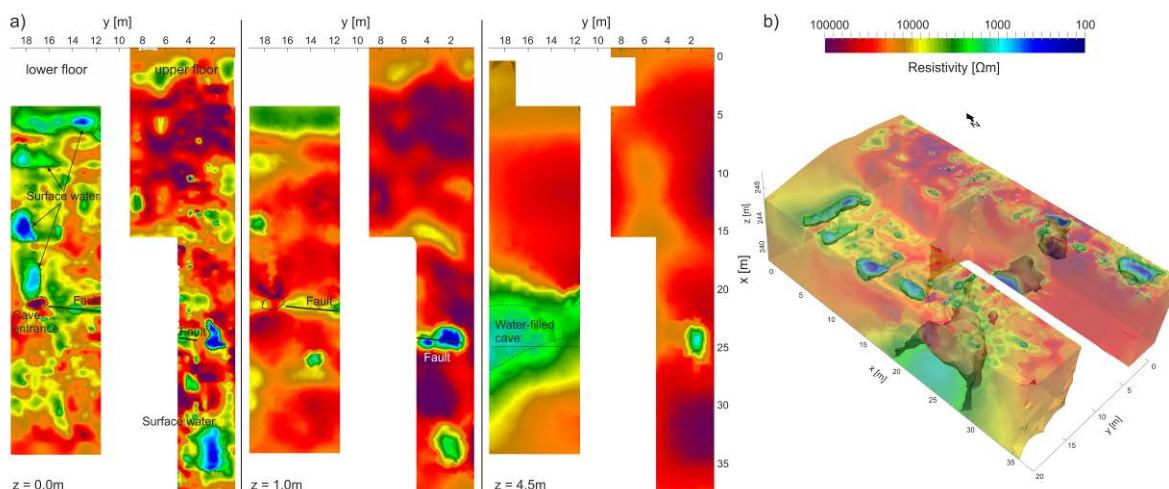 a)
y [m]
y [m]
y [m]
18 16 14 12 10 8 6 4 2
18 16 14 12 10 8 6 4 2
18 16 14 12 10 8 6 4 2
lower floor
upper floor
Surface water
Fault
Cave
entrance
Fault
Surface water
z = 0.0m
Fault
Fault
z = 1.0m
Water-filled
cave
z = 4.5m
0
5
10
15
20
25
30
35
x [m]
b)
100000 10000 1000 100
Resistivity [Ωm]
N
248
244
240
z [m]
0
5
10
15
20
25
30
35
x [m]
0
5
10
15
20
y [m]